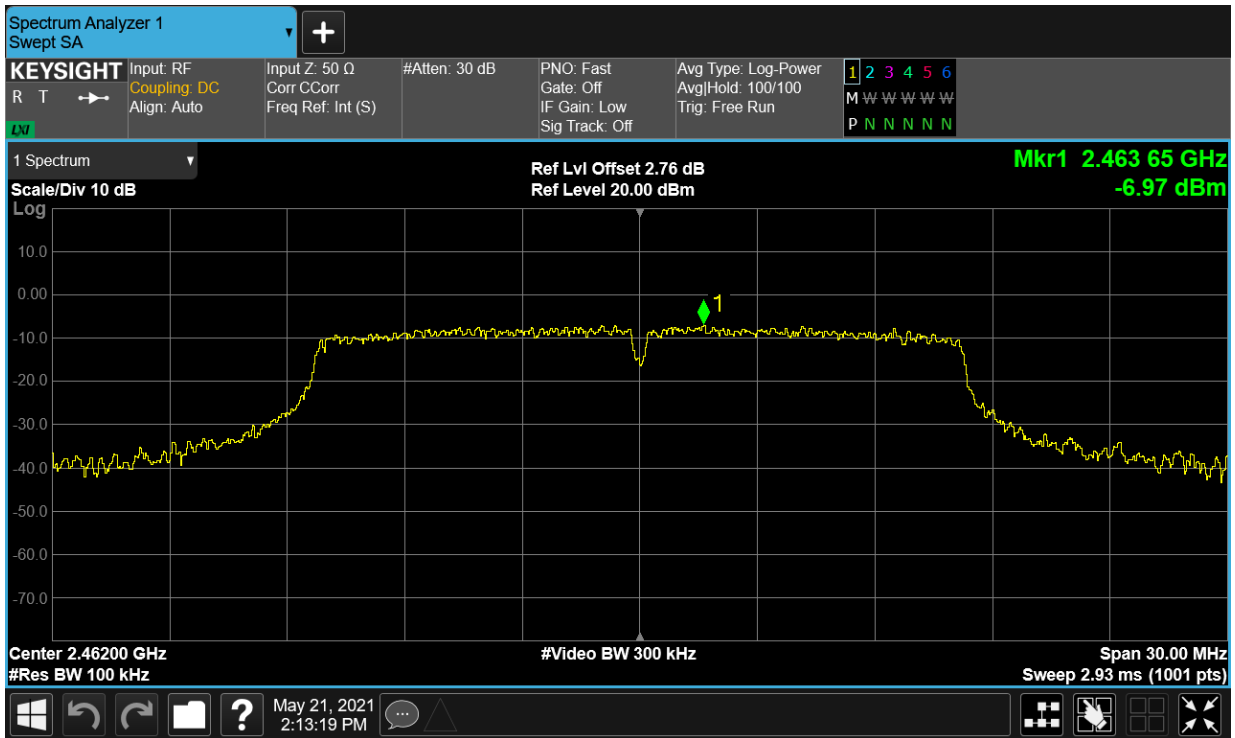 Spectrum Analyzer 1
Swept SA
+
KEYSIGHT
R T
LXI
Input: RF
Coupling: DC
Align: Auto
Input Z: 50 Ω
Corr CCorr
Freq Ref: Int (S)
#Atten: 30 dB
PNO: Fast
Gate: Off
IF Gain: Low
Sig Track: Off
Avg Type: Log-Power
Avg|Hold: 100/100
Trig: Free Run
1 2 3 4 5 6
M W W W W W
P N N N N N
1 Spectrum
Scale/Div 10 dB
Log
Ref Lvl Offset 2.76 dB
Ref Level 20.00 dBm
Mkr1 2.463 65 GHz
-6.97 dBm
10.0
0.00
1
-10.0
-20.0
-30.0
-40.0
-50.0
-60.0
-70.0
Center 2.46200 GHz
#Res BW 100 kHz
#Video BW 300 kHz
Span 30.00 MHz
Sweep 2.93 ms (1001 pts)
?
May 21, 2021
2:13:19 PM